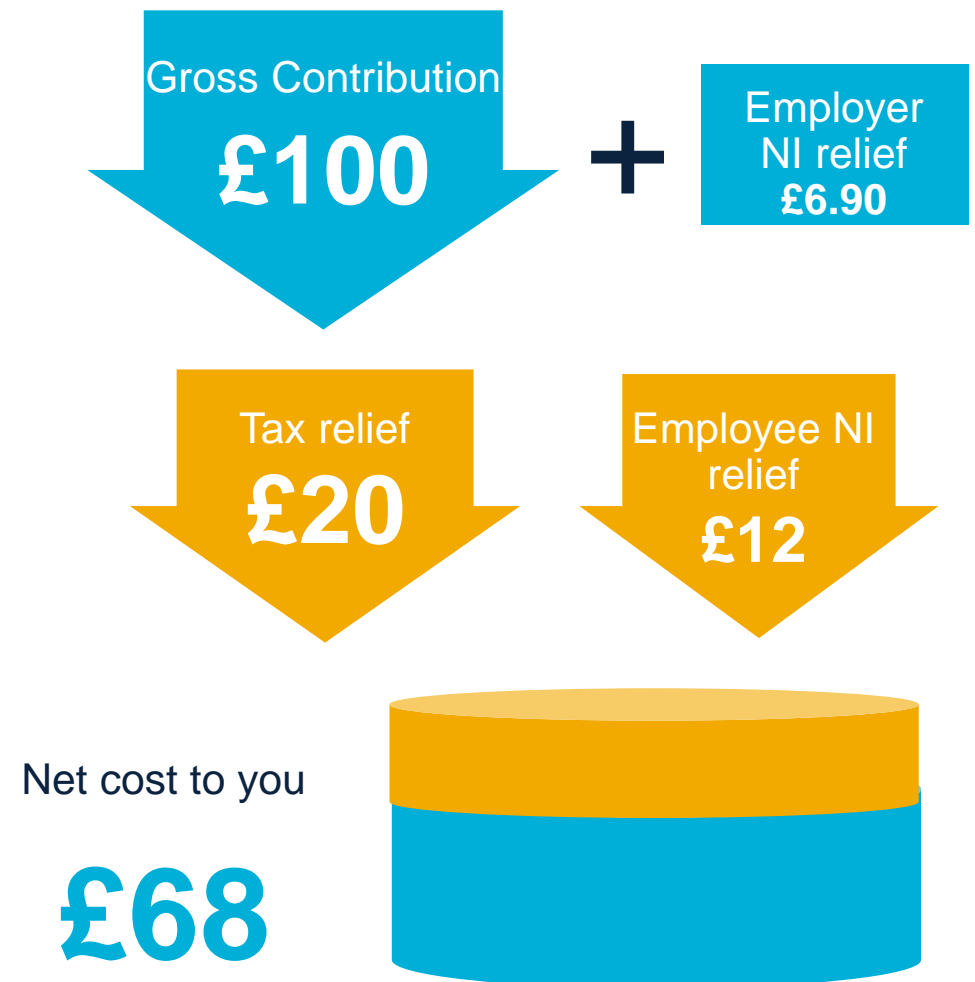 Gross Contribution
£100
+
Employer
NI relief
£6.90
Tax relief
£20
Employee NI
relief
£12
Net cost to you
£68